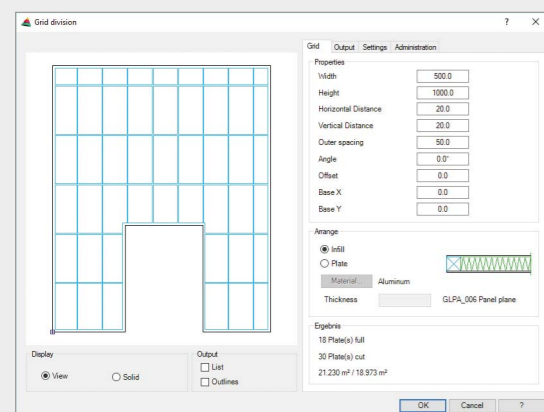 Grid division
? X
Grid Output Settings Administration
Properties
Width 500.0
Height 1000.0
Horizontal Distance 20.0
Vertical Distance 20.0
Outer spacing 50.0
Angle 0.0°
Offset 0.0
Base X 0.0
Base Y 0.0
Arrange
Infill
Plate
Material... Aluminum
Thickness GLPA_006 Panel plane
Ergebnis
18 Plate(s) full
30 Plate(s) cut
21.230 m² / 18.973 m²
Display
View Solid
Output
List
Outlines
OK Cancel ?